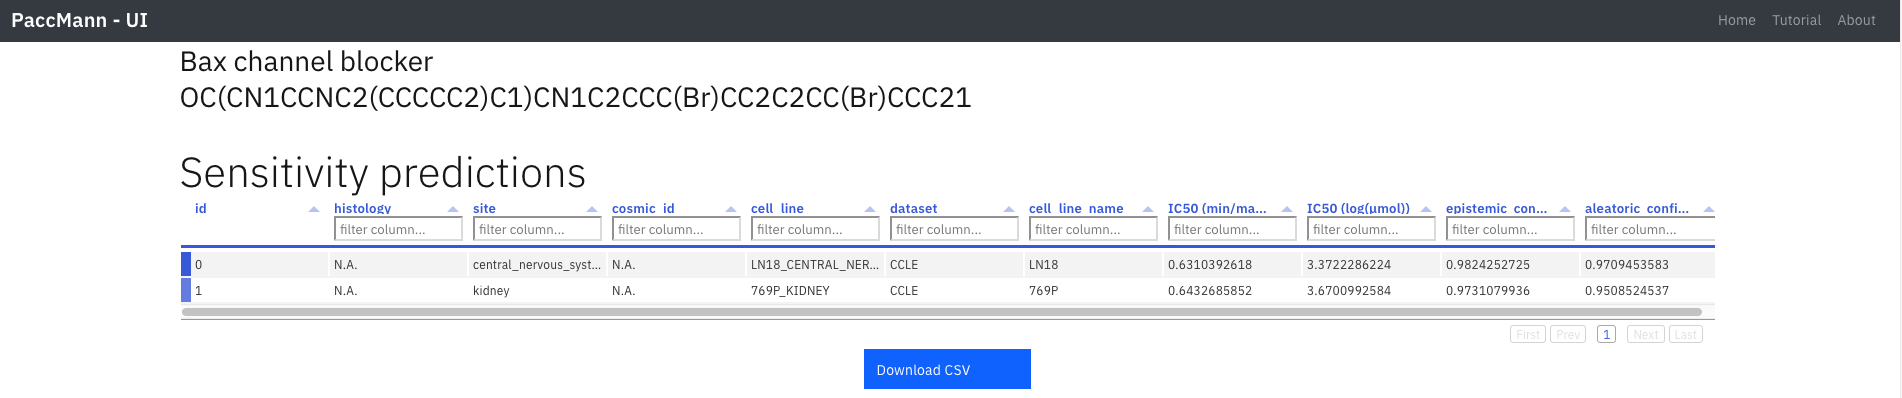 PaccMann - UI Home Tutorial About
Bax channel blocker
OC(CN1CCNC2(CCCCC2)C1)CN1C2CCC(Br)CC2C2CC(Br)CCC21
Sensitivity predictions
id histology site cosmic_id cell_line dataset cell_line_name IC50 (min/ma... IC50 (log(μmol)) epistemic_con... aleatoric_confi...
filter column... filter column... filter column... filter column... filter column... filter column... filter column... filter column... filter column... filter column...
0 N.A. central_nervous_syst... N.A. LN18_CENTRAL_NER... CCLE LN18 0.6310392618 3.3722286224 0.9824252725 0.9709453583
1 N.A. kidney N.A. 769P_KIDNEY CCLE 769P 0.6432685852 3.6700992584 0.9731079936 0.9508524537
First Prev 1 Next Last
Download CSV